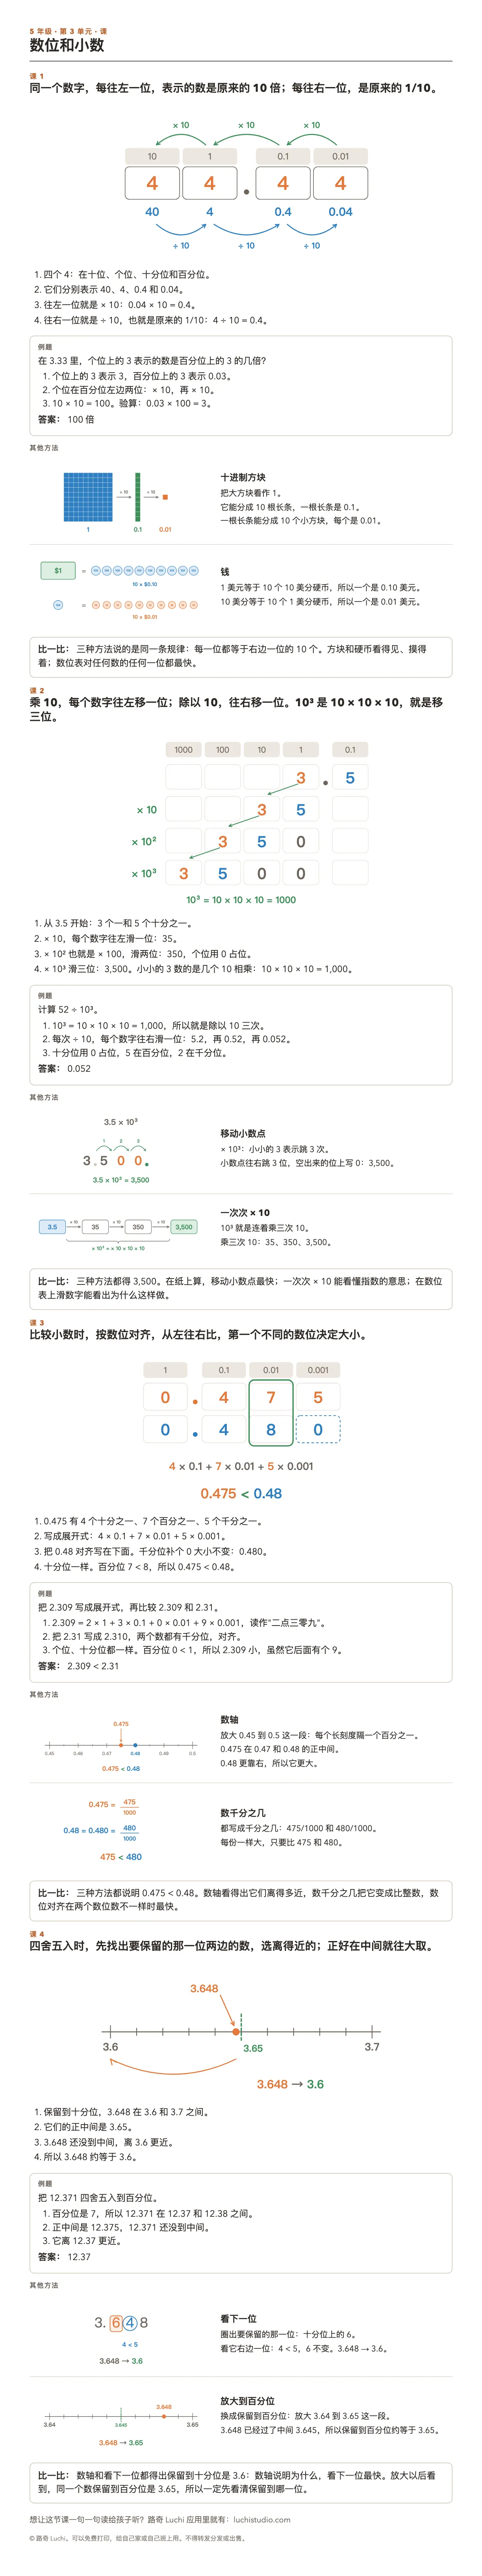 5 年级 · 第 3 单元 · 课
数位和小数
课 1
同一个数字，每往左一位，表示的数是原来的 10 倍；每往右一位，是原来的 1/10。
× 10 × 10 × 10
10 1 0.1 0.01
4 4 . 4 4
40 4 0.4 0.04
÷ 10 ÷ 10 ÷ 10
1. 四个 4：在十位、个位、十分位和百分位。
2. 它们分别表示 40、4、0.4 和 0.04。
3. 往左一位就是 × 10：0.04 × 10 = 0.4。
4. 往右一位就是 ÷ 10，也就是原来的 1/10：4 ÷ 10 = 0.4。
例题
在 3.33 里，个位上的 3 表示的数是百分位上的 3 的几倍？
1. 个位上的 3 表示 3，百分位上的 3 表示 0.03。
2. 个位在百分位左边两位：× 10，再 × 10。
3. 10 × 10 = 100。验算：0.03 × 100 = 3。
答案： 100 倍
其他方法
÷ 10 ÷ 10
1 0.1 0.01
十进制方块
把大方块看作 1。
它能分成 10 根长条，一根长条是 0.1。
一根长条能分成 10 个小方块，每个是 0.01。
$1 =
10 × $0.10
=
10 × $0.01
钱
1 美元等于 10 个 10 美分硬币，所以一个是 0.10 美元。
10 美分等于 10 个 1 美分硬币，所以一个是 0.01 美元。
比一比： 三种方法说的是同一条规律：每一位都等于右边一位的 10 个。方块和硬币看得见、摸得
着；数位表对任何数的任何一位都最快。
课 2
乘 10，每个数字往左移一位；除以 10，往右移一位。10³ 是 10 × 10 × 10，就是移
三位。
1000 100 10 1 0.1
3 . 5
× 10 3 5
× 10² 3 5 0
× 10³ 3 5 0 0
10³ = 10 × 10 × 10 = 1000
1. 从 3.5 开始：3 个一和 5 个十分之一。
2. × 10，每个数字往左滑一位：35。
3. × 10² 也就是 × 100，滑两位：350，个位用 0 占位。
4. × 10³ 滑三位：3,500。小小的 3 数的是几个 10 相乘：10 × 10 × 10 = 1,000。
例题
计算 52 ÷ 10³。
1. 10³ = 10 × 10 × 10 = 1,000，所以就是除以 10 三次。
2. 每次 ÷ 10，每个数字往右滑一位：5.2，再 0.52，再 0.052。
3. 十分位用 0 占位，5 在百分位，2 在千分位。
答案： 0.052
其他方法
3.5 × 10³
1 2 3
3 . 5 0 0 .
3.5 × 10³ = 3,500
移动小数点
× 10³：小小的 3 表示跳 3 次。
小数点往右跳 3 位，空出来的位上写 0：3,500。
3.5 × 10 35 × 10 350 × 10 3,500
× 10³ = × 10 × 10 × 10
一次次 × 10
10³ 就是连着乘三次 10。
乘三次 10：35、350、3,500。
比一比： 三种方法都得 3,500。在纸上算，移动小数点最快；一次次 × 10 能看懂指数的意思；在数位
表上滑数字能看出为什么这样做。
课 3
比较小数时，按数位对齐，从左往右比，第一个不同的数位决定大小。
1 0.1 0.01 0.001
0 . 4 7 5
0 . 4 8 0
4 × 0.1 + 7 × 0.01 + 5 × 0.001
0.475 < 0.48
1. 0.475 有 4 个十分之一、7 个百分之一、5 个千分之一。
2. 写成展开式：4 × 0.1 + 7 × 0.01 + 5 × 0.001。
3. 把 0.48 对齐写在下面。千分位补个 0 大小不变：0.480。
4. 十分位一样。百分位 7 < 8，所以 0.475 < 0.48。
例题
把 2.309 写成展开式，再比较 2.309 和 2.31。
1. 2.309 = 2 × 1 + 3 × 0.1 + 0 × 0.01 + 9 × 0.001，读作"二点三零九"。
2. 把 2.31 写成 2.310，两个数都有千分位，对齐。
3. 个位、十分位都一样。百分位 0 < 1，所以 2.309 小，虽然它后面有个 9。
答案： 2.309 < 2.31
其他方法
0.475
0.45 0.46 0.47 0.48 0.49 0.5
0.475 < 0.48
数轴
放大 0.45 到 0.5 这一段：每个长刻度隔一个百分之一。
0.475 在 0.47 和 0.48 的正中间。
0.48 更靠右，所以它更大。
0.475 = 475/1000
0.48 = 0.480 = 480/1000
475 < 480
数千分之几
都写成千分之几：475/1000 和 480/1000。
每份一样大，只要比 475 和 480。
比一比： 三种方法都说明 0.475 < 0.48。数轴看得出它们离得多近，数千分之几把它变成比整数，数
位对齐在两个数位数不一样时最快。
课 4
四舍五入时，先找出要保留的那一位两边的数，选离得近的；正好在中间就往大取。
3.648
3.6 3.65 3.7
3.648 → 3.6
1. 保留到十分位，3.648 在 3.6 和 3.7 之间。
2. 它们的正中间是 3.65。
3. 3.648 还没到中间，离 3.6 更近。
4. 所以 3.648 约等于 3.6。
例题
把 12.371 四舍五入到百分位。
1. 百分位是 7，所以 12.371 在 12.37 和 12.38 之间。
2. 正中间是 12.375，12.371 还没到中间。
3. 它离 12.37 更近。
答案： 12.37
其他方法
3. 6 4 8
4 < 5
3.648 → 3.6
看下一位
圈出要保留的那一位：十分位上的 6。
看它右边一位：4 < 5，6 不变。3.648 → 3.6。
3.648
3.64 3.645 3.65
3.648 → 3.65
放大到百分位
换成保留到百分位：放大 3.64 到 3.65 这一段。
3.648 已经过了中间 3.645，所以保留到百分位约等于 3.65。
比一比： 数轴和看下一位都得出保留到十分位是 3.6：数轴说明为什么，看下一位最快。放大以后看
到，同一个数保留到百分位是 3.65，所以一定先看清保留到哪一位。
想让这节课一句一句读给孩子听？路奇 Luchi 应用里就有：luchistudio.com
© 路奇 Luchi。可以免费打印，给自己家或自己班上用。不得转发分发或出售。